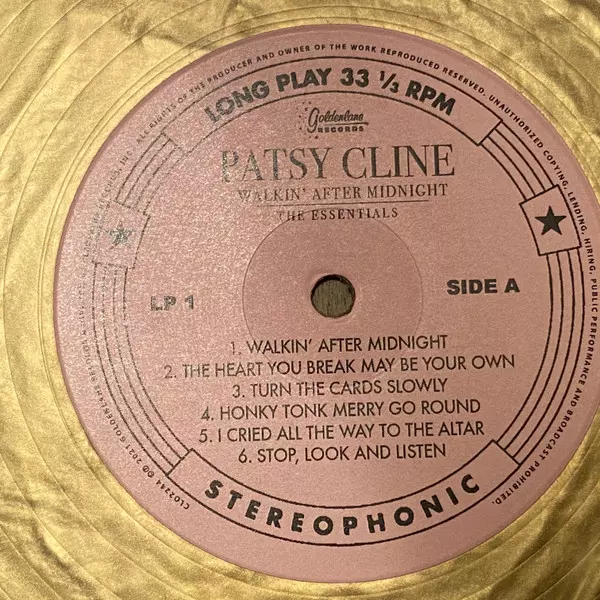 ALL RIGHTS OF THE PRODUCER AND OWNER OF THE WORK REPRODUCED RESERVED. UNAUTHORIZED COPYING, LENDING, HIRING, PUBLIC PERFORMANCE AND BROADCAST PROHIBITED.
LONG PLAY 33 ⅓ RPM
Goldenlane
RECORDS
PATSY CLINE
WALKIN' AFTER MIDNIGHT
THE ESSENTIALS
LP 1
SIDE A
1. WALKIN' AFTER MIDNIGHT
2. THE HEART YOU BREAK MAY BE YOUR OWN
3. TURN THE CARDS SLOWLY
4. HONKY TONK MERRY GO ROUND
5. I CRIED ALL THE WAY TO THE ALTAR
6. STOP, LOOK AND LISTEN
STEREOPHONIC
2021 GOLDENLANE